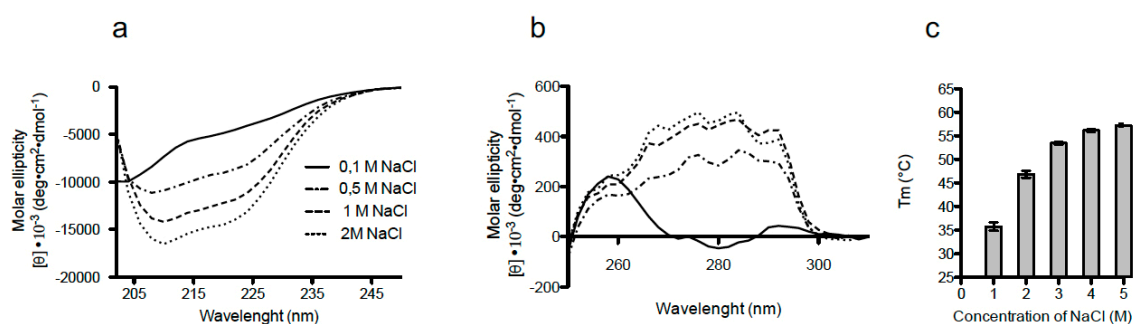 a
Molar ellipticity
[θ] • 10⁻³ (deg•cm²•dmol⁻¹)
0
-5000
-10000
-15000
-20000
205
215
225
235
245
Wavelenght (nm)
0,1 M NaCl
0,5 M NaCl
1 M NaCl
2M NaCl
b
Molar ellipticity
[θ] • 10⁻³ (deg•cm²•dmol⁻¹)
600
400
200
0
-200
260
280
300
Wavelenght (nm)
c
Tm (°C)
65
60
55
50
45
40
35
30
25
0
1
2
3
4
5
Concentration of NaCl (M)